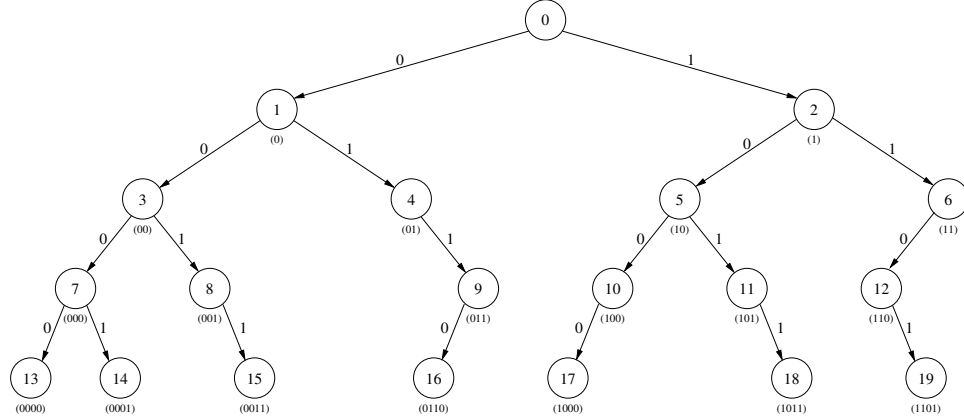 0
0 1
1 2
(0) (1)
0 1 0 1
3 4 5 6
(00) (01) (10) (11)
0 1 1 0 1 0
7 8 9 10 11 12
(000) (001) (011) (100) (101) (110)
0 1 1 0 0 1 1
13 14 15 16 17 18 19
(0000) (0001) (0011) (0110) (1000) (1011) (1101)